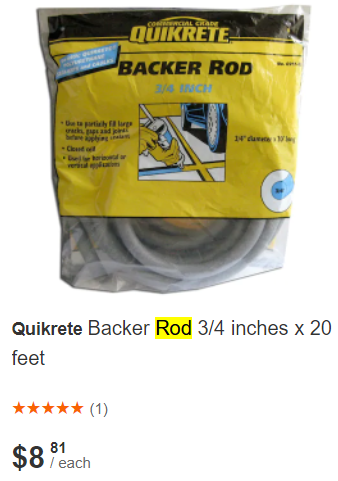 COMMERCIAL GRADE
QUIKRETE
BACKER ROD
3/4 INCH
• Use to partially fill large
cracks, gaps and joints
before applying sealant.
• Closed cell
• Used for horizontal or
vertical applications
3/4" diameter x long
Quikrete Backer Rod 3/4 inches x 20
feet
(1)
$8 81
/ each